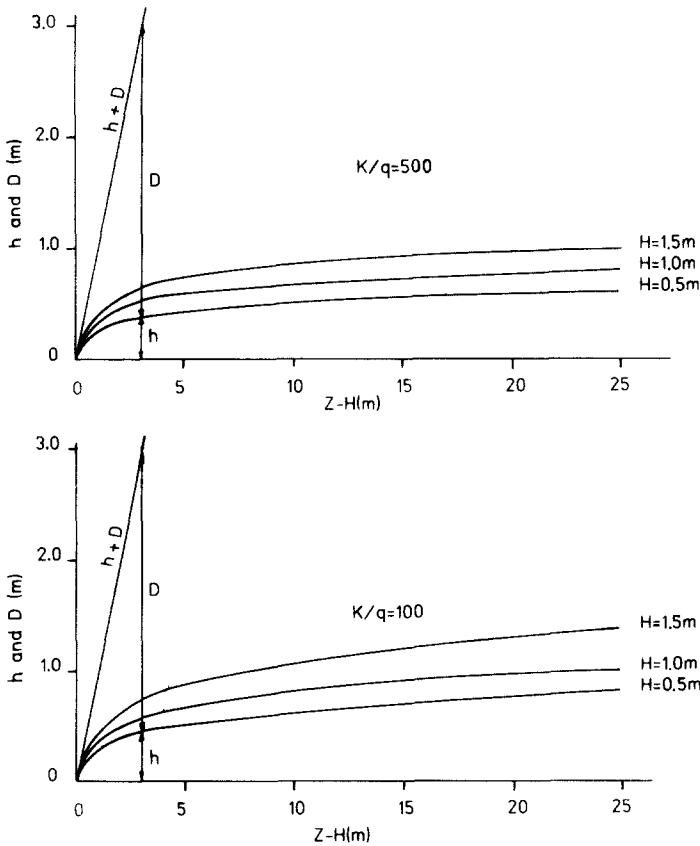 3.0
2.0
1.0
0
h and D (m)
h + D
D
h
K/q=500
H=1.5m
H=1.0m
H=0.5m
0 5 10 15 20 25
Z-H(m)
3.0
2.0
1.0
0
h and D (m)
h + D
D
h
K/q=100
H=1.5m
H=1.0m
H=0.5m
0 5 10 15 20 25
Z-H(m)